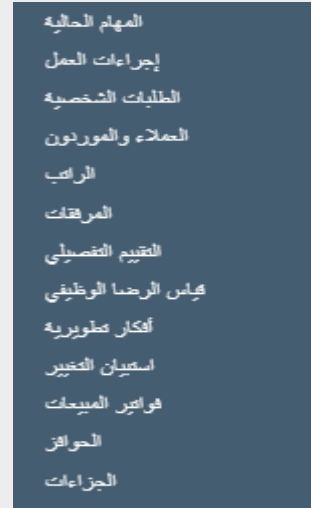 المهام الحالية
إجراءات العمل
الطلبات الشخصية
العملاء والموردون
الراتب
المرفقات
التقييم التفصيلي
قياس الرضا الوظيفي
أفكار تطويرية
استبيان التغيير
فواتير المبيعات
الحوافز
الجزاءات